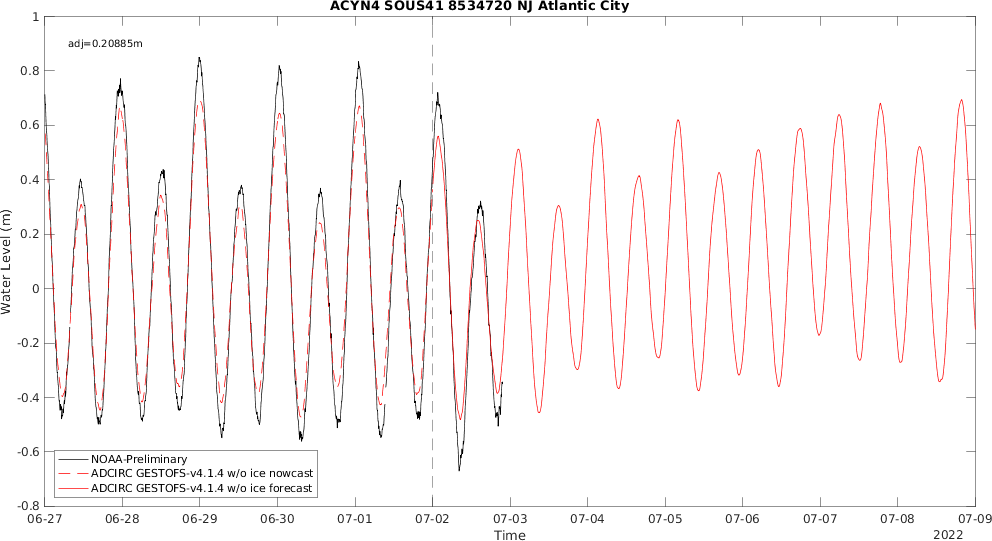 ACYN4 SOUS41 8534720 NJ Atlantic City
adj=0.20885m
1
0.8
0.6
0.4
0.2
0
-0.2
-0.4
-0.6
-0.8
Water Level (m)
NOAA-Preliminary
ADCIRC GESTOFS-v4.1.4 w/o ice nowcast
ADCIRC GESTOFS-v4.1.4 w/o ice forecast
06-27 06-28 06-29 06-30 07-01 07-02 07-03 07-04 07-05 07-06 07-07 07-08 07-09
Time
2022